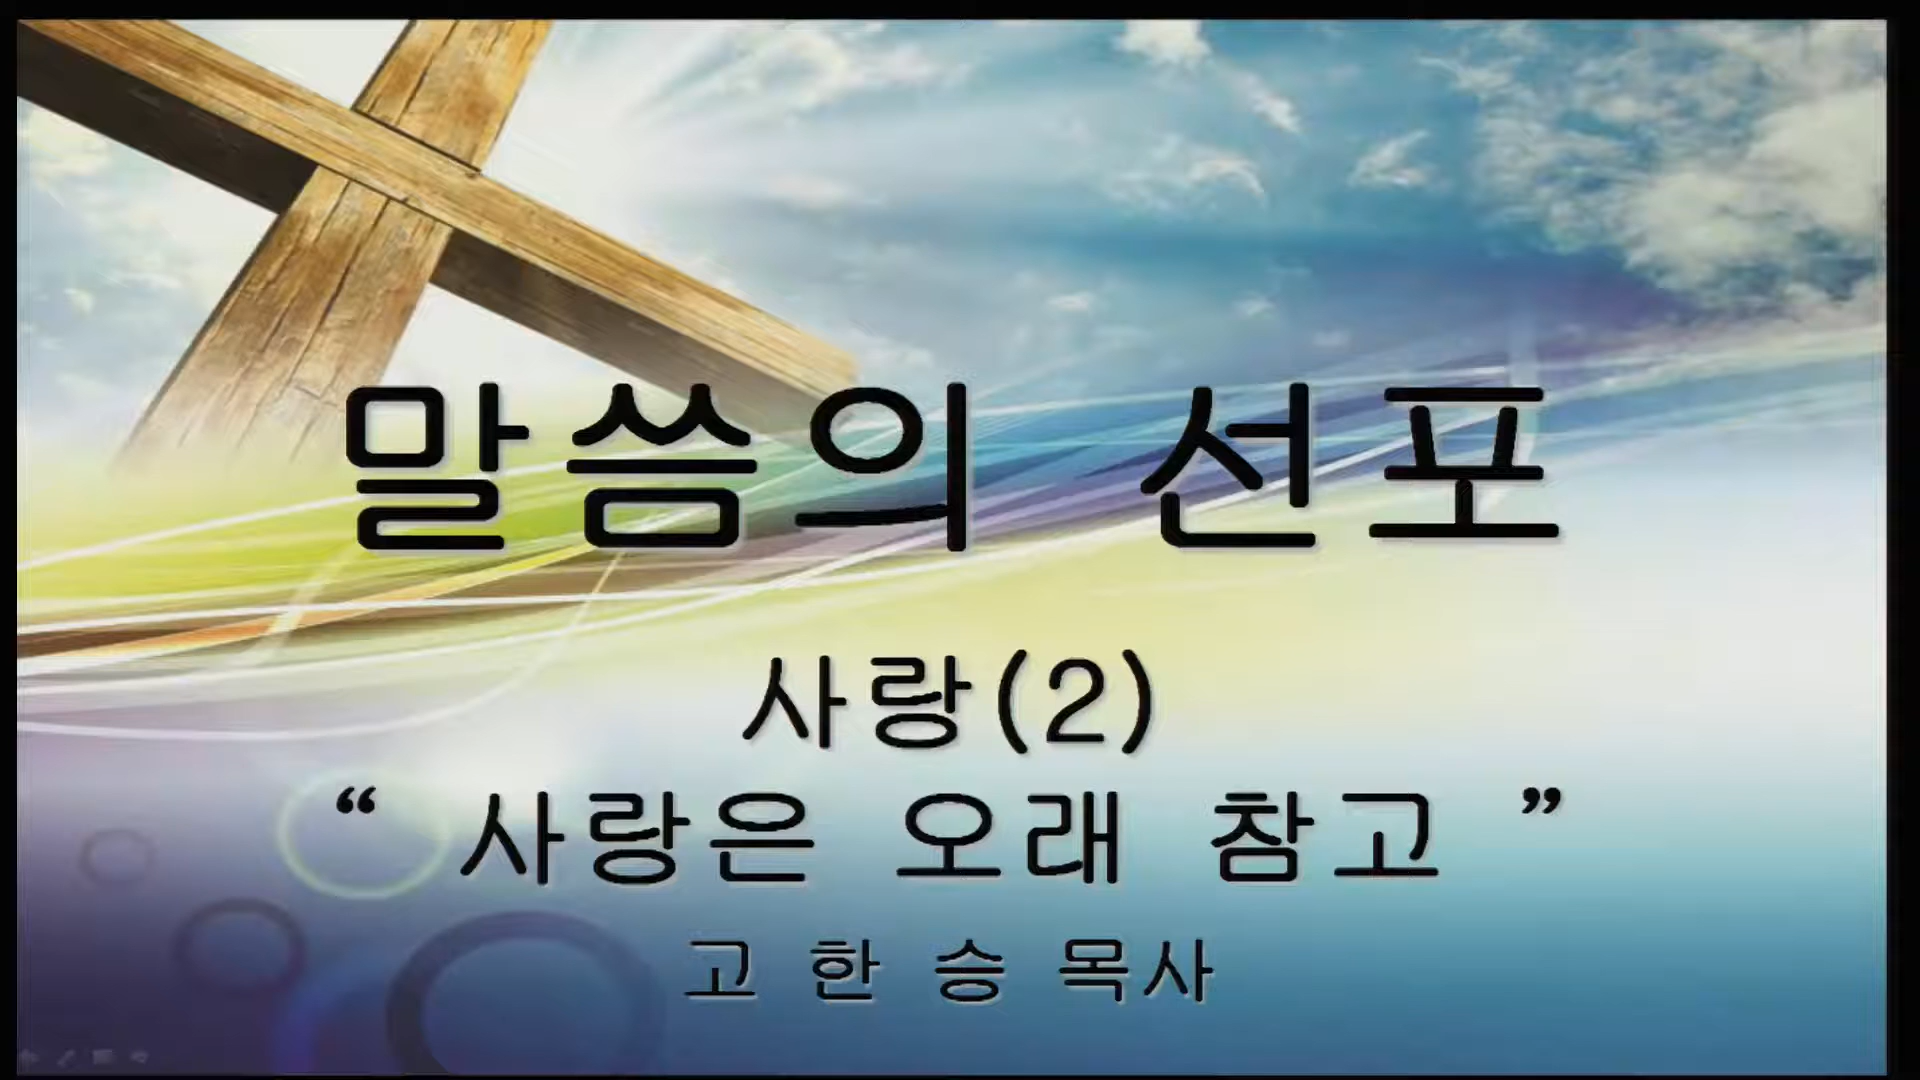 말씀의 선포
사랑(2)
“ 사랑은 오래 참고 ”
고 한 승 목사